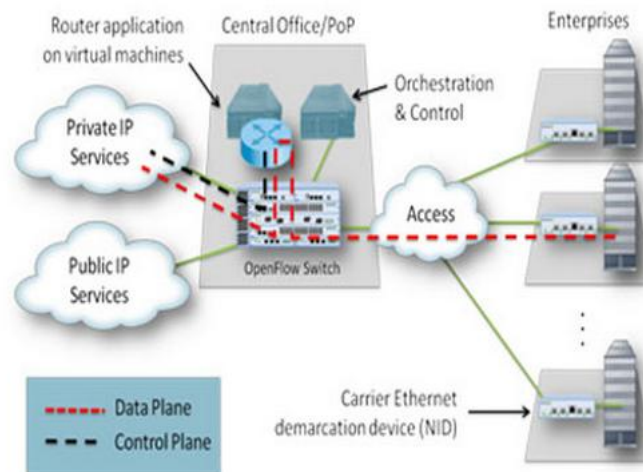 Router application
on virtual machines
Central Office/PoP
Enterprises
Orchestration
& Control
Private IP
Services
Access
Public IP
Services
OpenFlow Switch
Data Plane
Control Plane
Carrier Ethernet
demarcation device (NID)